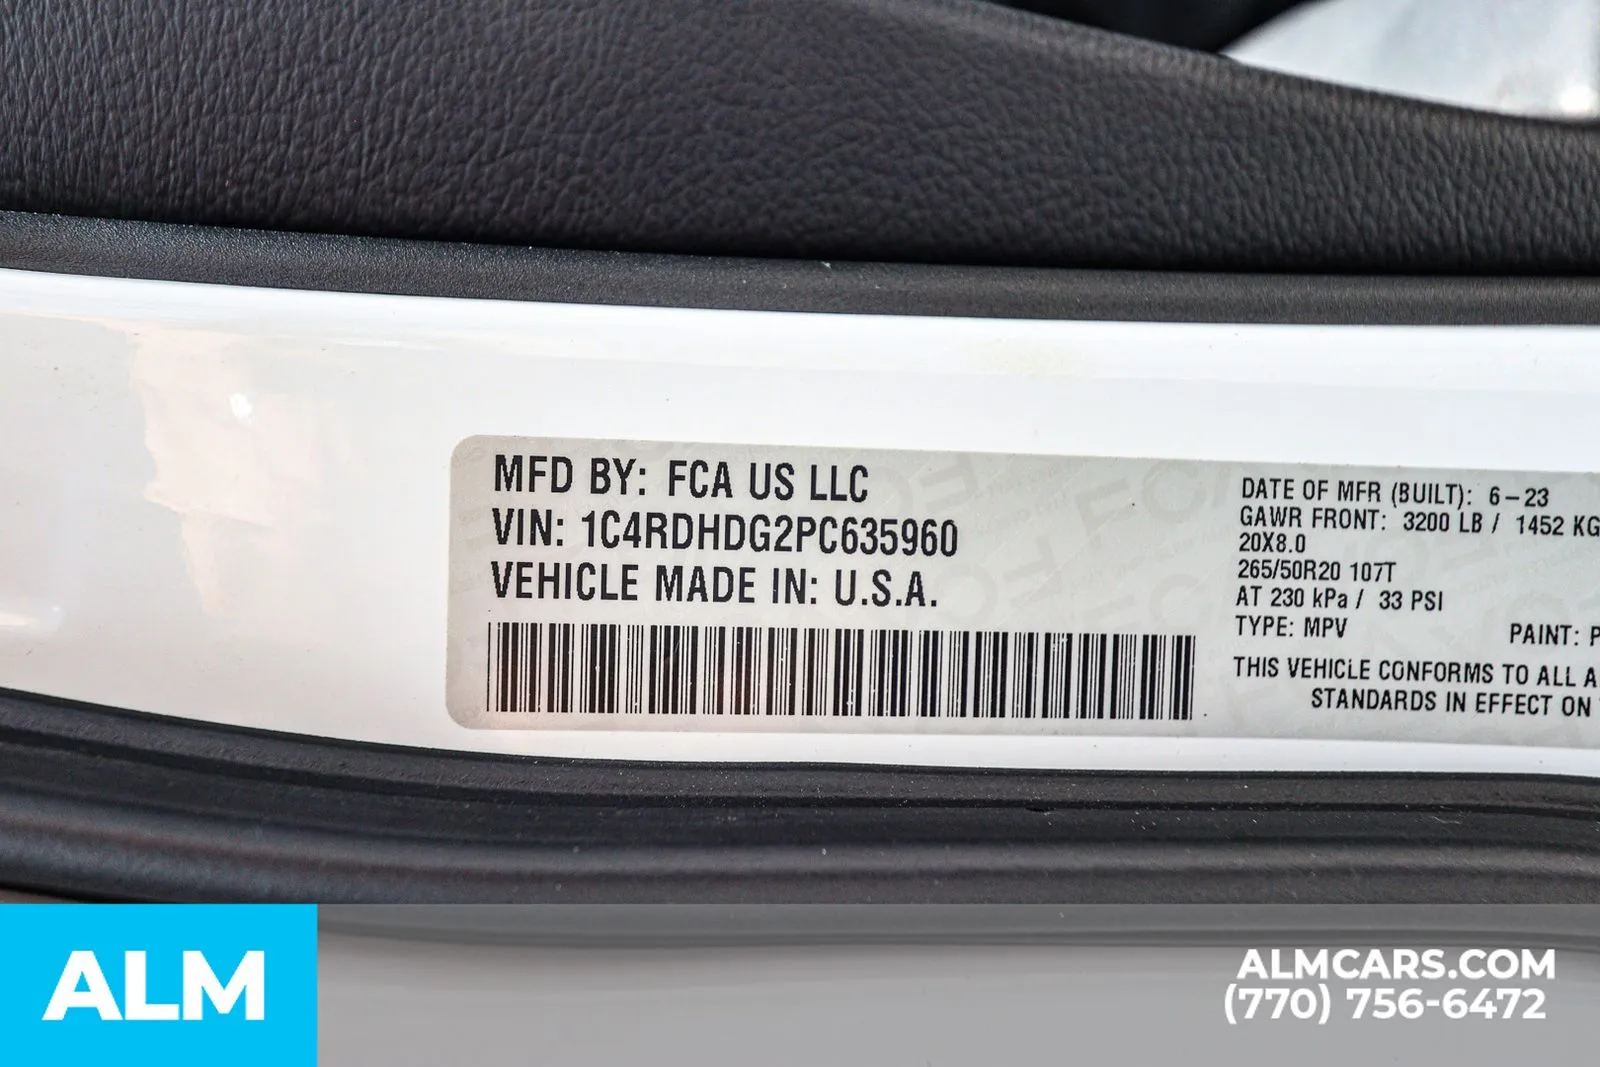 MFD BY: FCA US LLC
VIN: 1C4RDHDG2PC635960
VEHICLE MADE IN: U.S.A.
DATE OF MFR (BUILT): 6-23
GAWR FRONT: 3200 LB / 1452 KG
20X8.0
265/50R20 107T
AT 230 kPa / 33 PSI
TYPE: MPV
PAINT: P
THIS VEHICLE CONFORMS TO ALL A
STANDARDS IN EFFECT ON
ALM
ALMCARS.COM
(770) 756-6472